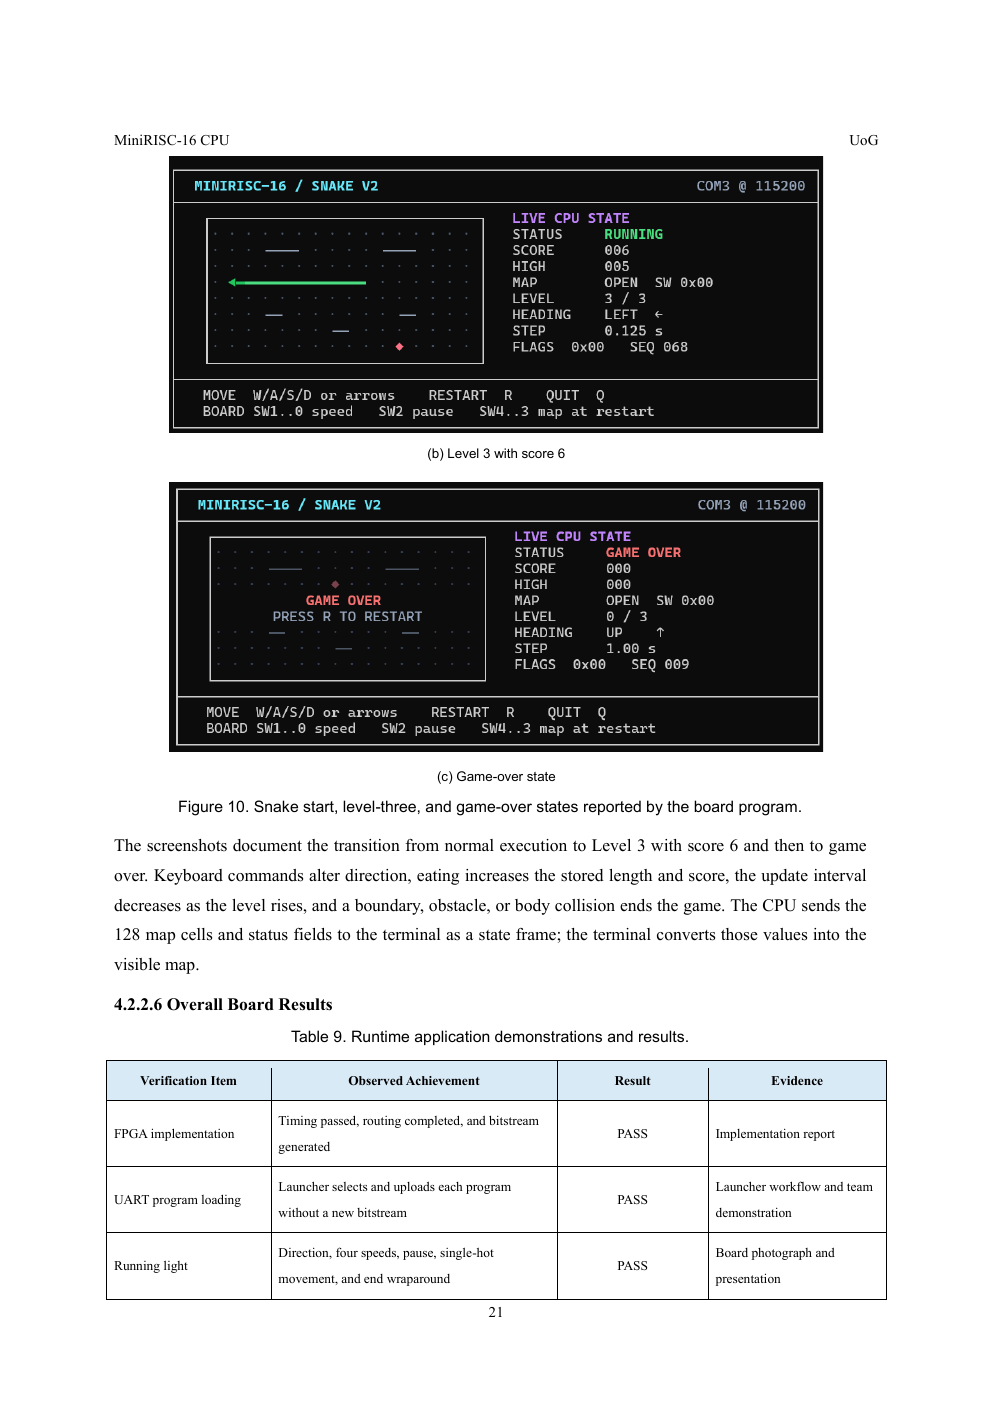 MiniRISC-16 CPU UoG
MINIRISC-16 / SNAKE V2 COM3 @ 115200
LIVE CPU STATE
STATUS RUNNING
SCORE 006
HIGH 005
MAP OPEN SW 0x00
LEVEL 3 / 3
HEADING LEFT ←
STEP 0.125 s
FLAGS 0x00 SEQ 068
MOVE W/A/S/D or arrows RESTART R QUIT Q
BOARD SW1..0 speed SW2 pause SW4..3 map at restart
(b) Level 3 with score 6
MINIRISC-16 / SNAKE V2 COM3 @ 115200
GAME OVER
PRESS R TO RESTART
LIVE CPU STATE
STATUS GAME OVER
SCORE 000
HIGH 000
MAP OPEN SW 0x00
LEVEL 0 / 3
HEADING UP ↑
STEP 1.00 s
FLAGS 0x00 SEQ 009
MOVE W/A/S/D or arrows RESTART R QUIT Q
BOARD SW1..0 speed SW2 pause SW4..3 map at restart
(c) Game-over state
Figure 10. Snake start, level-three, and game-over states reported by the board program.
The screenshots document the transition from normal execution to Level 3 with score 6 and then to game
over. Keyboard commands alter direction, eating increases the stored length and score, the update interval
decreases as the level rises, and a boundary, obstacle, or body collision ends the game. The CPU sends the
128 map cells and status fields to the terminal as a state frame; the terminal converts those values into the
visible map.
4.2.2.6 Overall Board Results
Table 9. Runtime application demonstrations and results.
Verification Item Observed Achievement Result Evidence
FPGA implementation
Timing passed, routing completed, and bitstream
generated
PASS
Implementation report
UART program loading
Launcher selects and uploads each program
without a new bitstream
PASS
Launcher workflow and team
demonstration
Running light
Direction, four speeds, pause, single-hot
movement, and end wraparound
PASS
Board photograph and
presentation
21